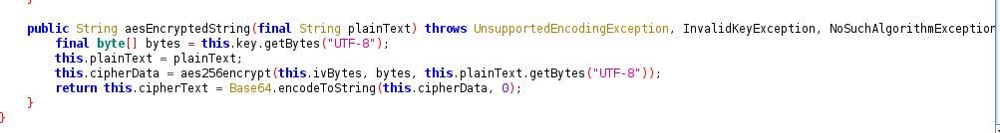 }
public String aesEncryptedString(final String plainText) throws UnsupportedEncodingException, InvalidKeyException, NoSuchAlgorithmException
final byte[] bytes = this.key.getBytes("UTF-8");
this.plainText = plainText;
this.cipherData = aes256encrypt(this.ivBytes, bytes, this.plainText.getBytes("UTF-8"));
return this.cipherText = Base64.encodeToString(this.cipherData, 0);
}
}